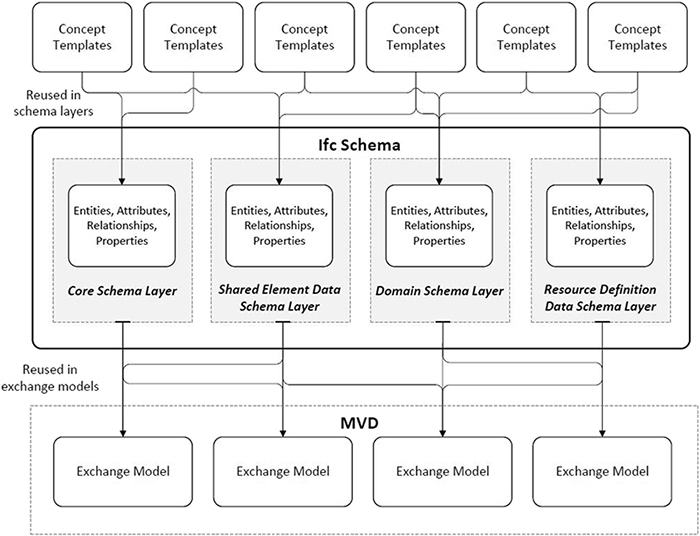 Concept
Templates
Concept
Templates
Concept
Templates
Concept
Templates
Concept
Templates
Concept
Templates
Reused in
schema layers
Ifc Schema
Entities, Attributes,
Relationships,
Properties
Core Schema Layer
Entities, Attributes,
Relationships,
Properties
Shared Element Data
Schema Layer
Entities, Attributes,
Relationships,
Properties
Domain Schema Layer
Entities, Attributes,
Relationships,
Properties
Resource Definition
Data Schema Layer
Reused in
exchange models
MVD
Exchange Model
Exchange Model
Exchange Model
Exchange Model